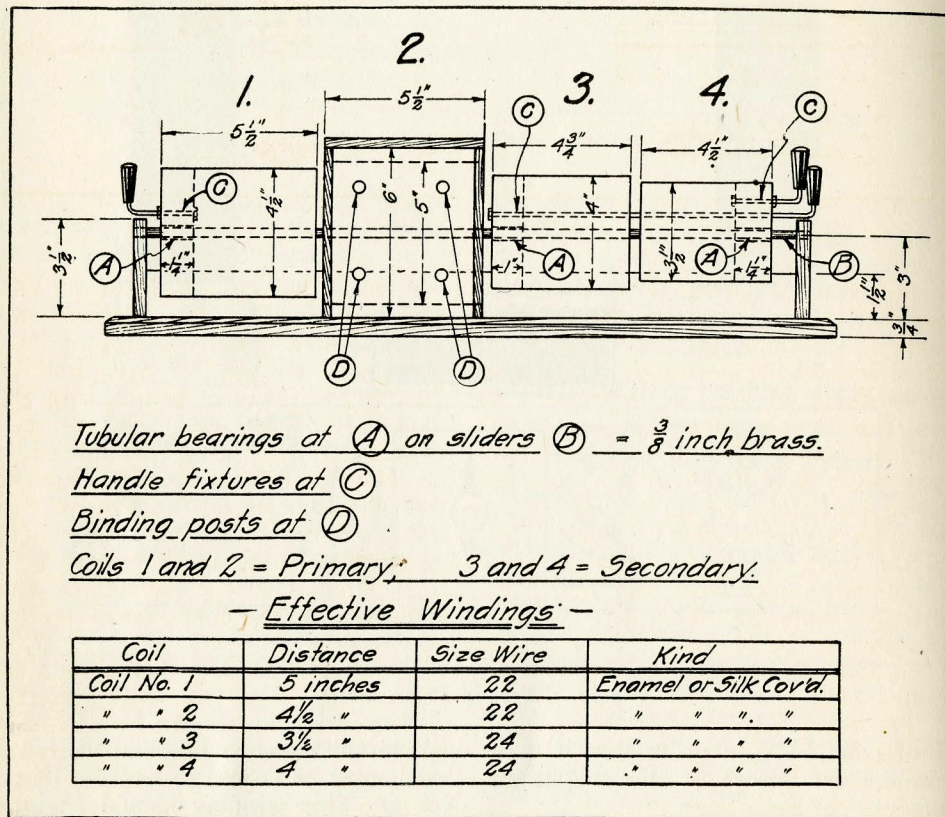 2.
1.
3.
4.
5 1/2"
5 1/2"
C
C
4 3/4"
4 1/2"
C
4 1/2"
6"
5"
4"
3 1/2"
3 1/2"
A
1 1/4"
1"
A
A
1 1/4"
B
1 1/2"
3"
3/4"
D
D
Tubular bearings at A on sliders B = 3/8 inch brass.
Handle fixtures at C
Binding posts at D
Coils 1 and 2 = Primary; 3 and 4 = Secondary.
— Effective Windings —
Coil Distance Size Wire Kind
Coil No. 1 5 inches 22 Enamel or Silk Cov'd.
" " 2 4 1/2 " 22 " " " "
" " 3 3 1/2 " 24 " " " "
" " 4 4 " 24 " " " "